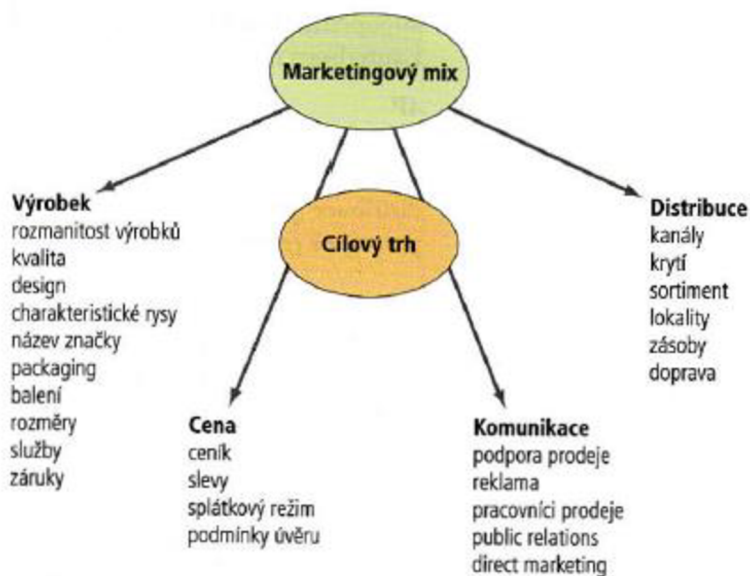 Marketingový mix
Cílový trh
Výrobek
rozmanitost výrobků
kvalita
design
charakteristické rysy
název značky
packaging
balení
rozměry
služby
záruky
Cena
ceník
slevy
splátkový režim
podmínky úvěru
Komunikace
podpora prodeje
reklama
pracovníci prodeje
public relations
direct marketing
Distribuce
kanály
krytí
sortiment
lokality
zásoby
doprava